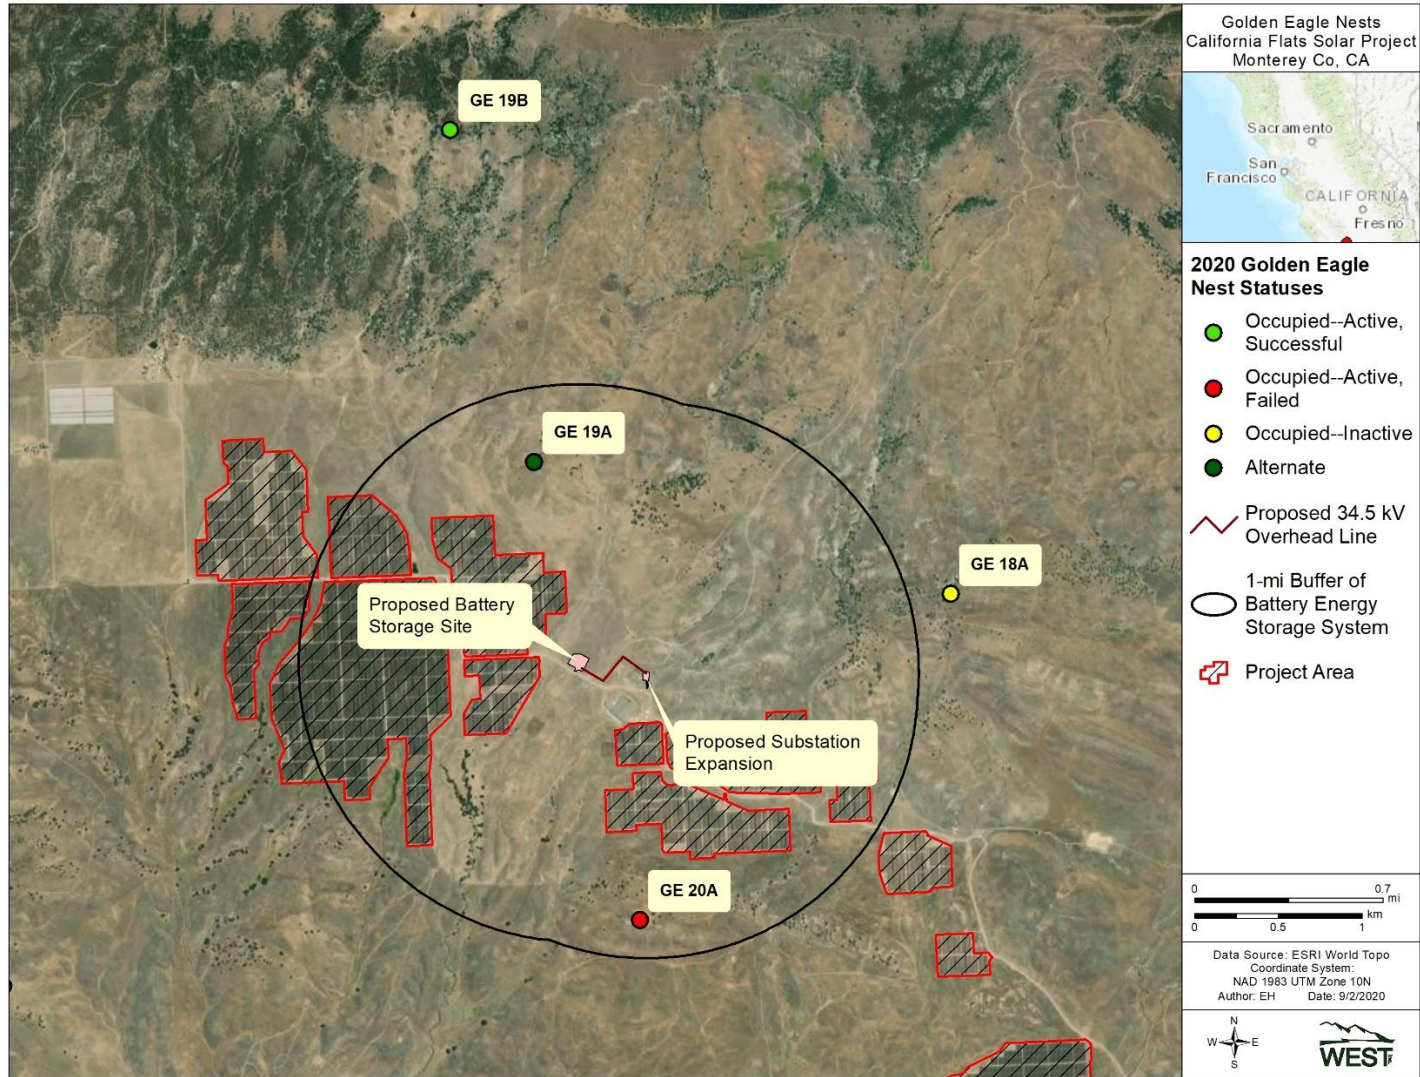 GE 19B
GE 19A
GE 18A
Proposed Battery
Storage Site
Proposed Substation
Expansion
GE 20A
Golden Eagle Nests
California Flats Solar Project
Monterey Co, CA
Sacramento
San
Francisco
CALIFORNIA
Fresno
2020 Golden Eagle
Nest Statuses
Occupied--Active,
Successful
Occupied--Active,
Failed
Occupied--Inactive
Alternate
Proposed 34.5 kV
Overhead Line
1-mi Buffer of
Battery Energy
Storage System
Project Area
0 0.7
mi
km
0 0.5 1
Data Source: ESRI World Topo
Coordinate System:
NAD 1983 UTM Zone 10N
Author: EH Date: 9/2/2020
N
W E
S
WEST